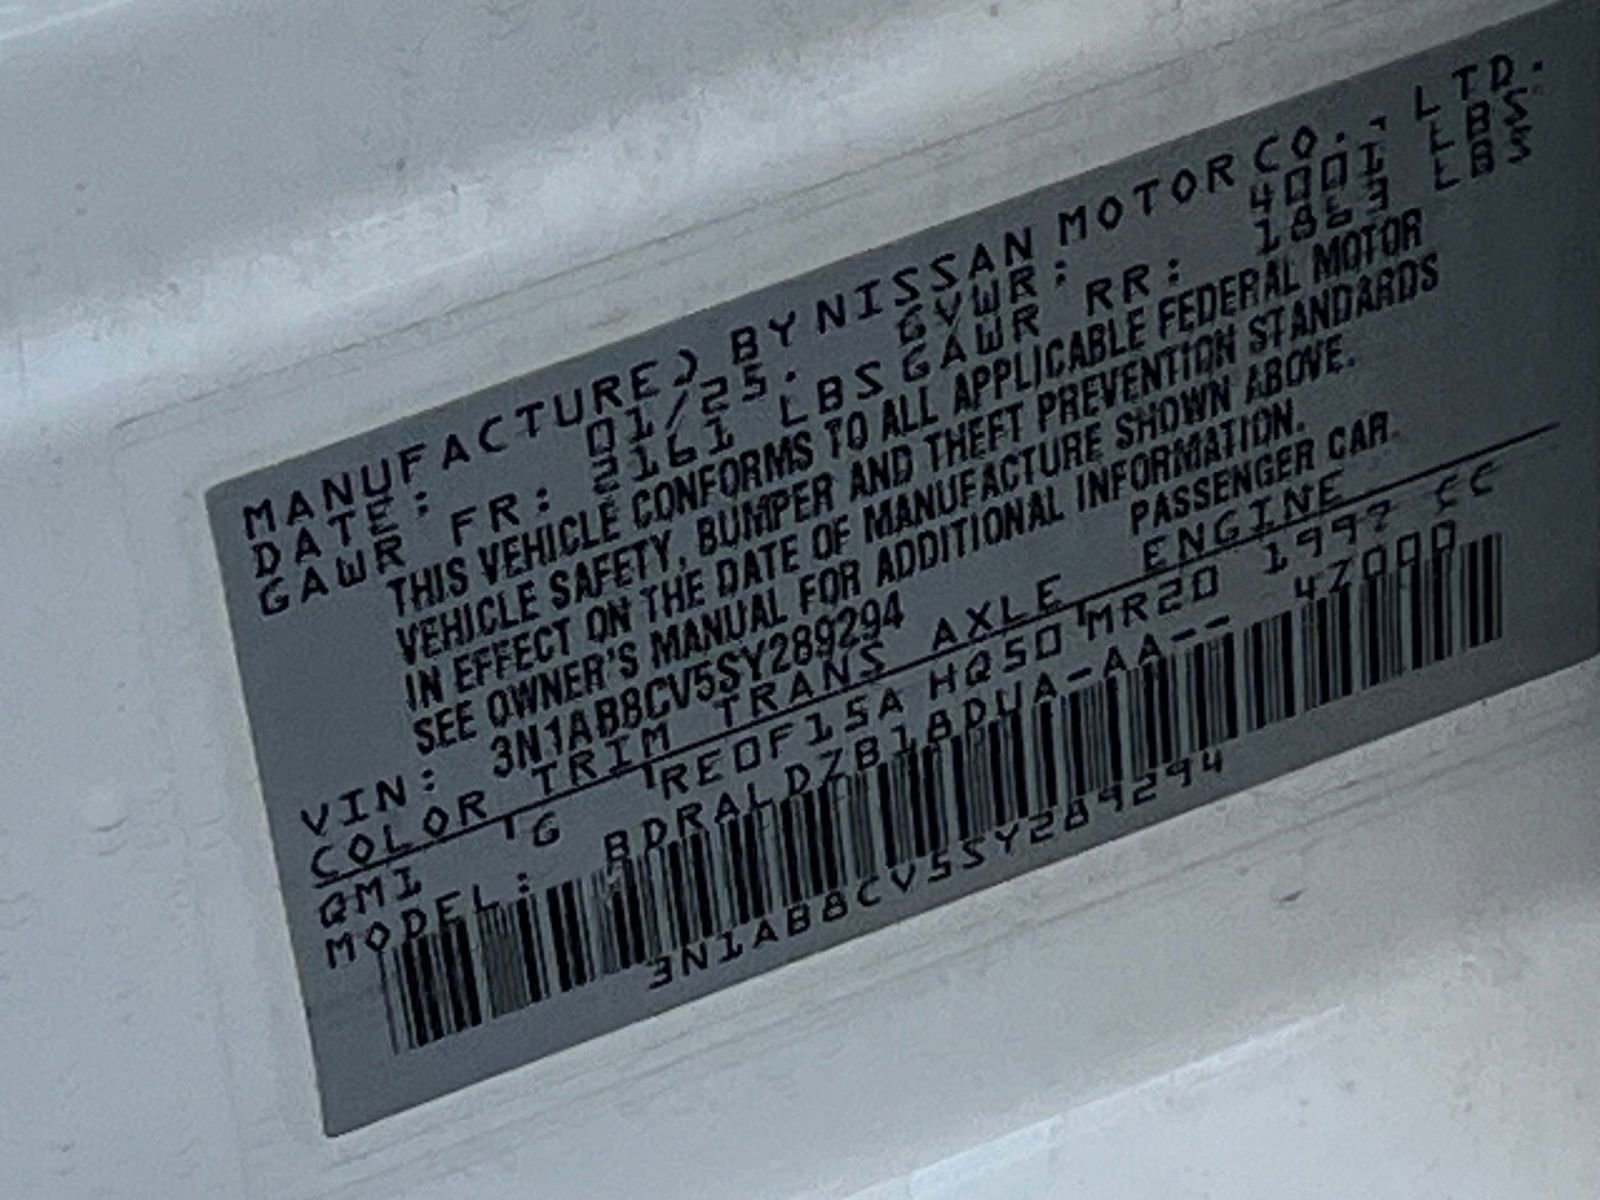 MANUFACTURED BY NISSAN MOTOR CO., LTD.
DATE: 01/25. GVWR: 4001 LBS
GAWR FR: 2161 LBS GAWR RR: 1863 LBS
THIS VEHICLE CONFORMS TO ALL APPLICABLE FEDERAL MOTOR
VEHICLE SAFETY, BUMPER AND THEFT PREVENTION STANDARDS
IN EFFECT ON THE DATE OF MANUFACTURE SHOWN ABOVE.
SEE OWNER'S MANUAL FOR ADDITIONAL INFORMATION.
VIN: 3N1AB8CV5SY289294 PASSENGER CAR.
COLOR TRIM TRANS AXLE ENGINE
QM1 G RE0F15A HQ50 MR20 1997 CC
MODEL: BDRALDZB18DUA-AA-- 4Z000
3N1AB8CV5SY289294